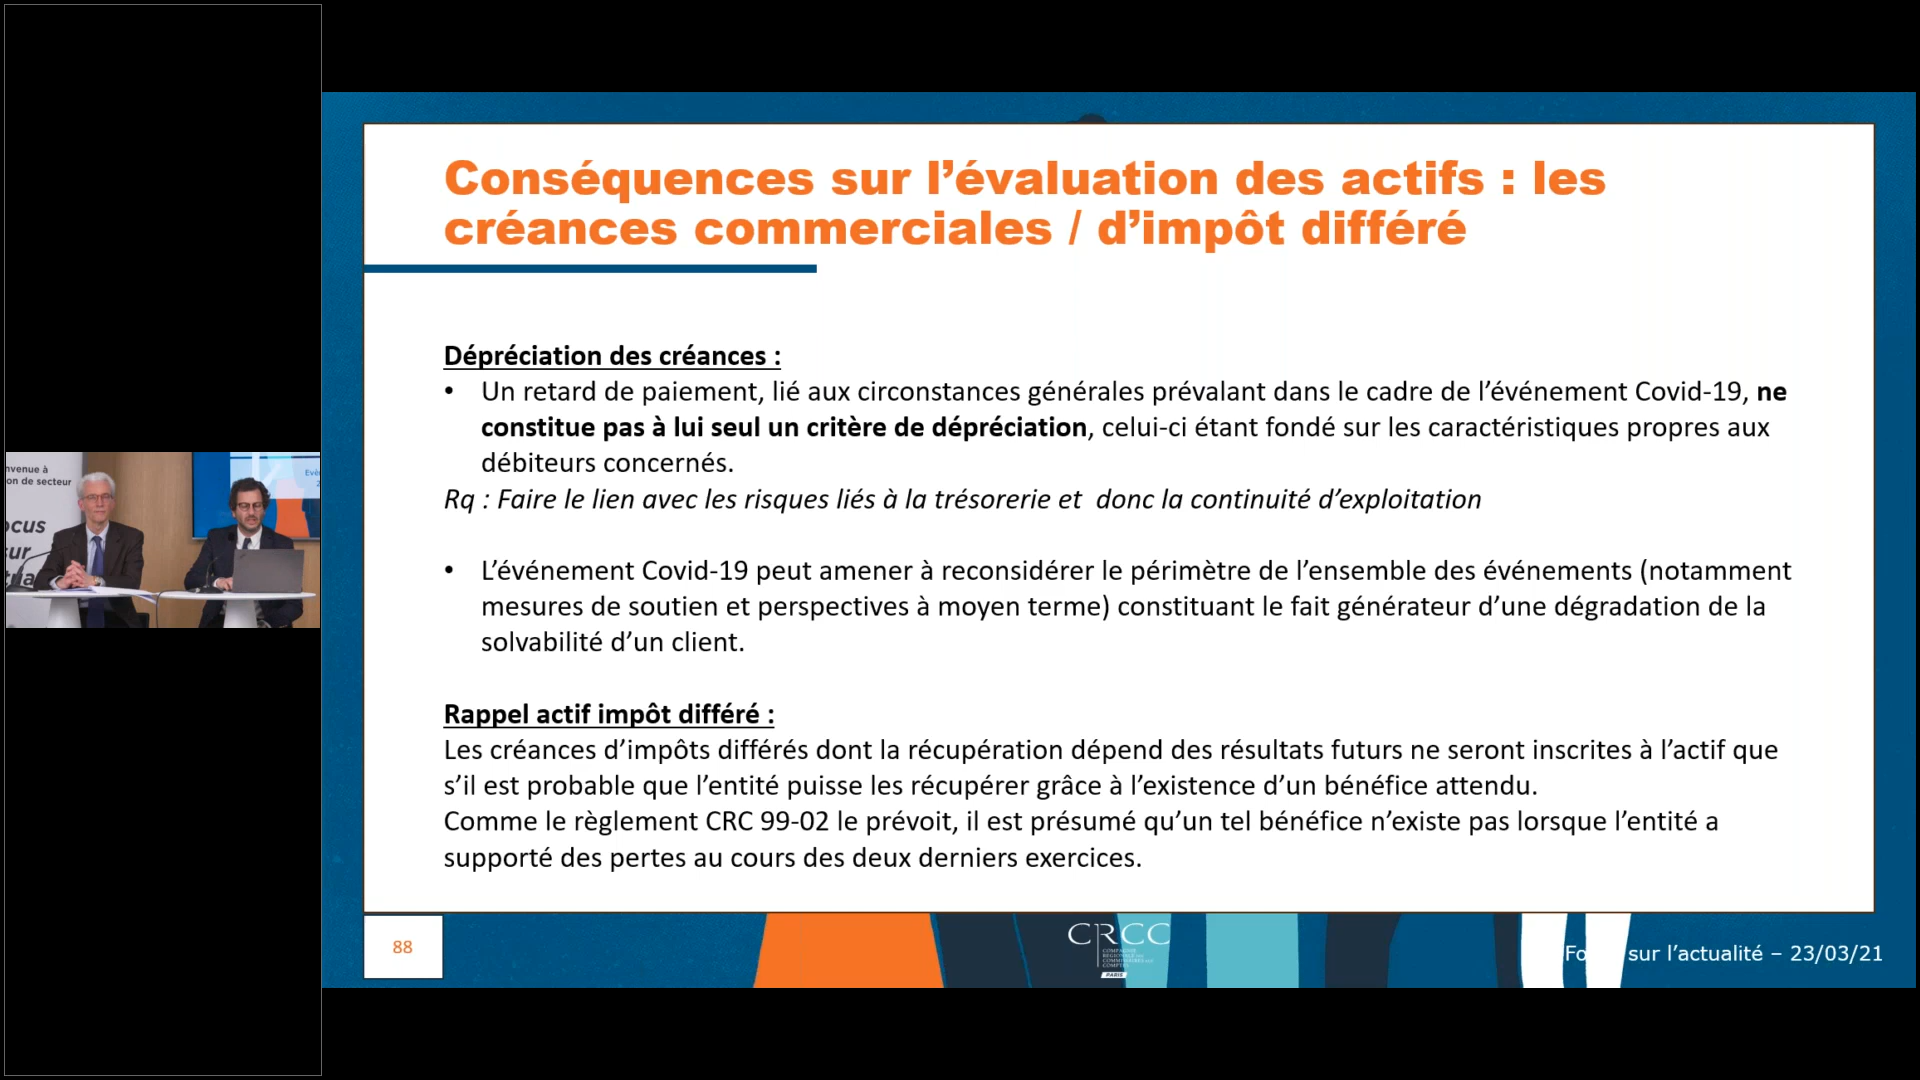 Conséquences sur l’évaluation des actifs : les
créances commerciales / d’impôt différé
Dépréciation des créances :
• Un retard de paiement, lié aux circonstances générales prévalant dans le cadre de l’événement Covid-19, ne
constitue pas à lui seul un critère de dépréciation, celui-ci étant fondé sur les caractéristiques propres aux
débiteurs concernés.
Rq : Faire le lien avec les risques liés à la trésorerie et  donc la continuité d’exploitation
• L’événement Covid-19 peut amener à reconsidérer le périmètre de l’ensemble des événements (notamment
mesures de soutien et perspectives à moyen terme) constituant le fait générateur d’une dégradation de la
solvabilité d’un client.
Rappel actif impôt différé :
Les créances d’impôts différés dont la récupération dépend des résultats futurs ne seront inscrites à l’actif que
s’il est probable que l’entité puisse les récupérer grâce à l’existence d’un bénéfice attendu.
Comme le règlement CRC 99-02 le prévoit, il est présumé qu’un tel bénéfice n’existe pas lorsque l’entité a
supporté des pertes au cours des deux derniers exercices.
88
CRCC
PARIS
sur l’actualité – 23/03/21
nvenue à
on de secteur
ocus
sur